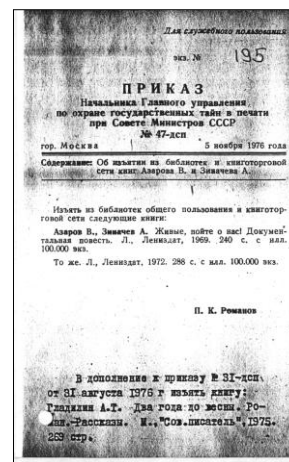 Для служебного пользования
экз. № 195
ПРИКАЗ
Начальника Главного управления
по охране государственных тайн в печати
при Совете Министров СССР
№ 47-дсп
гор. Москва 5 ноября 1976 года
Содержание: Об изъятии из библиотек и книготорговой
сети книг Азарова В. и Зиначева А.
Изъять из библиотек общего пользования и книготор-
говой сети следующие книги:
Азаров В., Зиначев А. Живые, пойте о нас! Докумен-
тальная повесть. Л., Лениздат, 1969. 240 с. с илл.
100.000 экз.
То же. Л., Лениздат, 1972. 288 с. с илл. 100.000 экз.
П. К. Романов
В дополнение к приказу № 31-дсп
от 31 августа 1976 г изъять книгу:
Гладилин А.Т. Два года до весны. Ро-
ман.-Рассказы. М.,"Сов.писатель",1975.
269 стр.